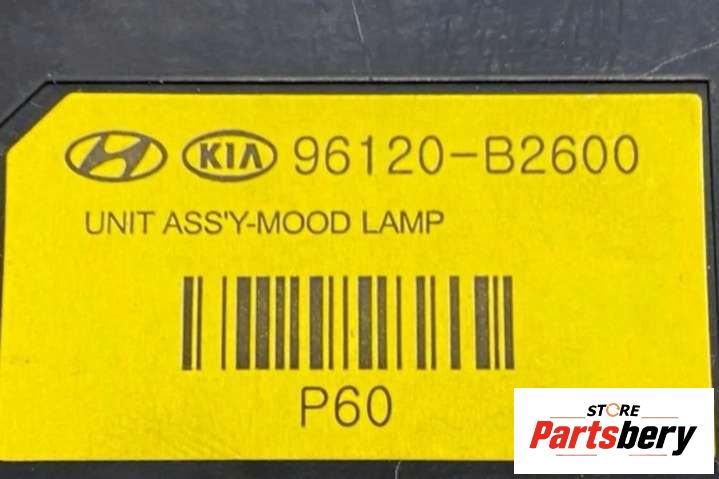 KIA 96120-B2600
UNIT ASS'Y-MOOD LAMP
P60
STORE
Partsbery